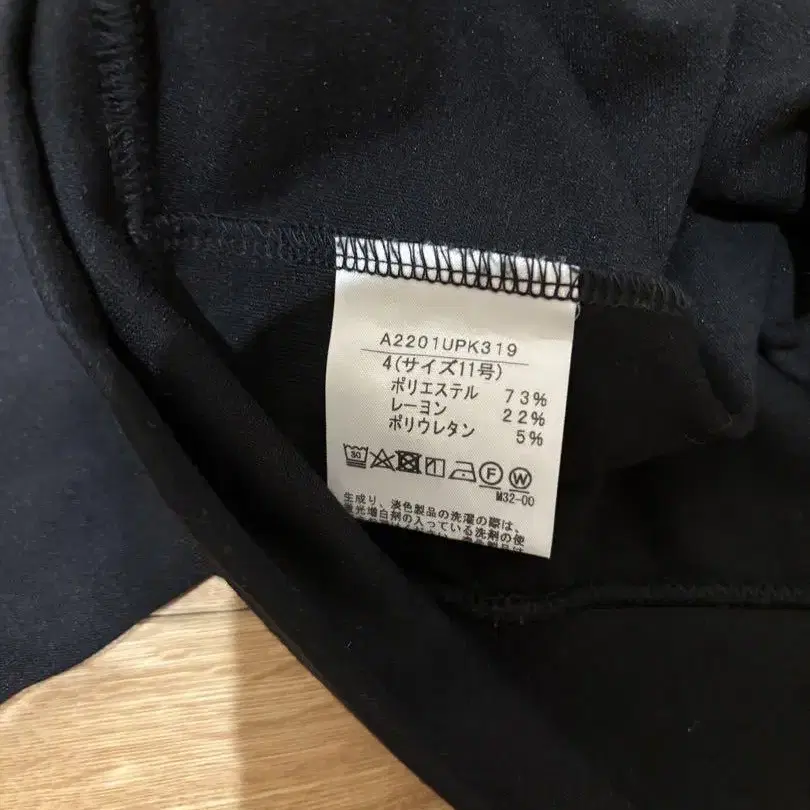 A2201UPK319
4(サイズ11号)
ポリエステル 73%
レーヨン 22%
ポリウレタン 5%
30 F W
M32-00
生成り、淡色製品の洗濯の際は、
光増白剤の入っている洗剤の使